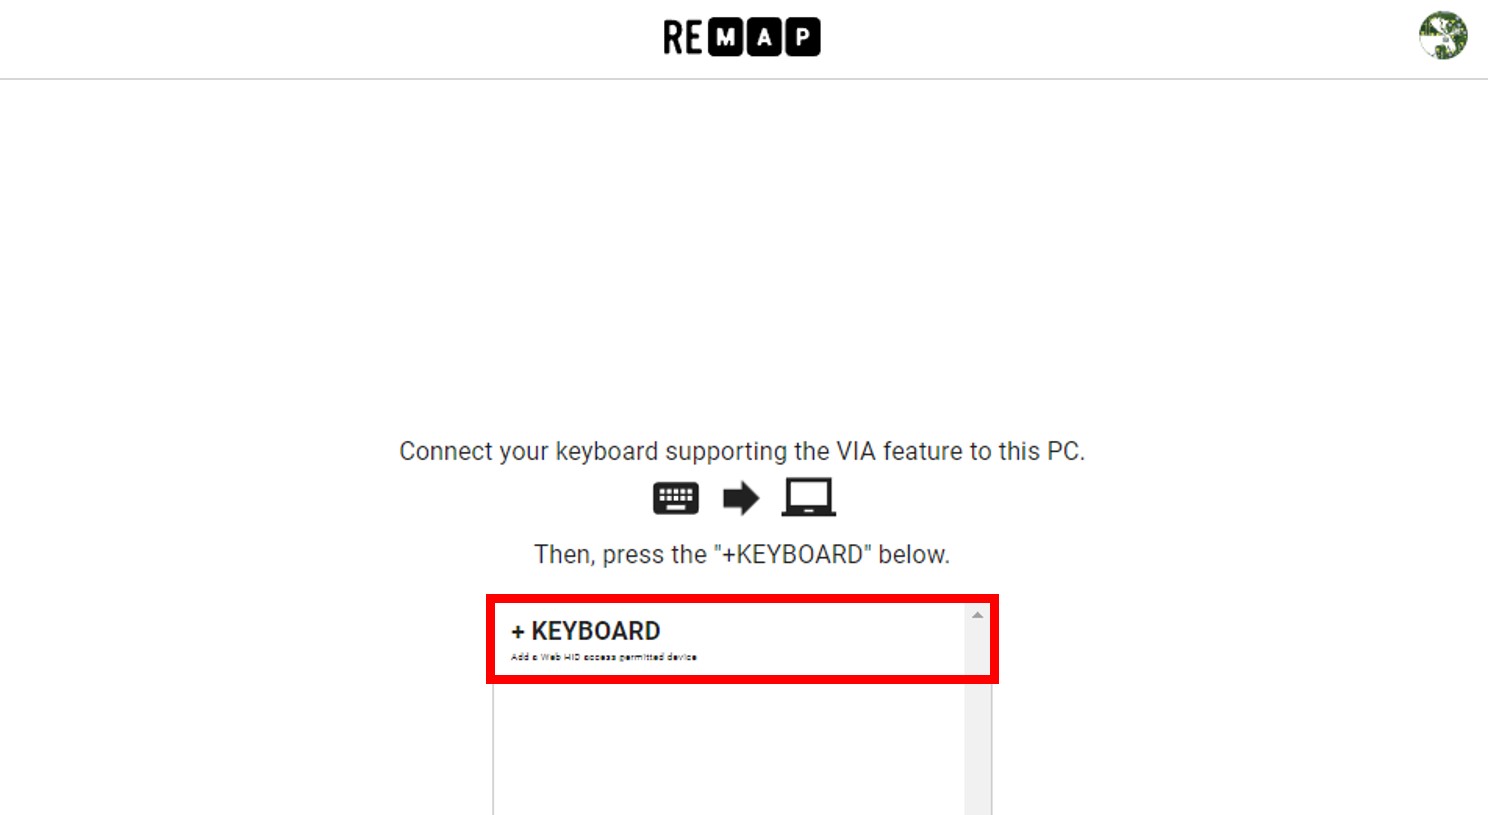 REMAP
Connect your keyboard supporting the VIA feature to this PC.
Then, press the "+KEYBOARD" below.
+ KEYBOARD
Add a Web HID access permitted device